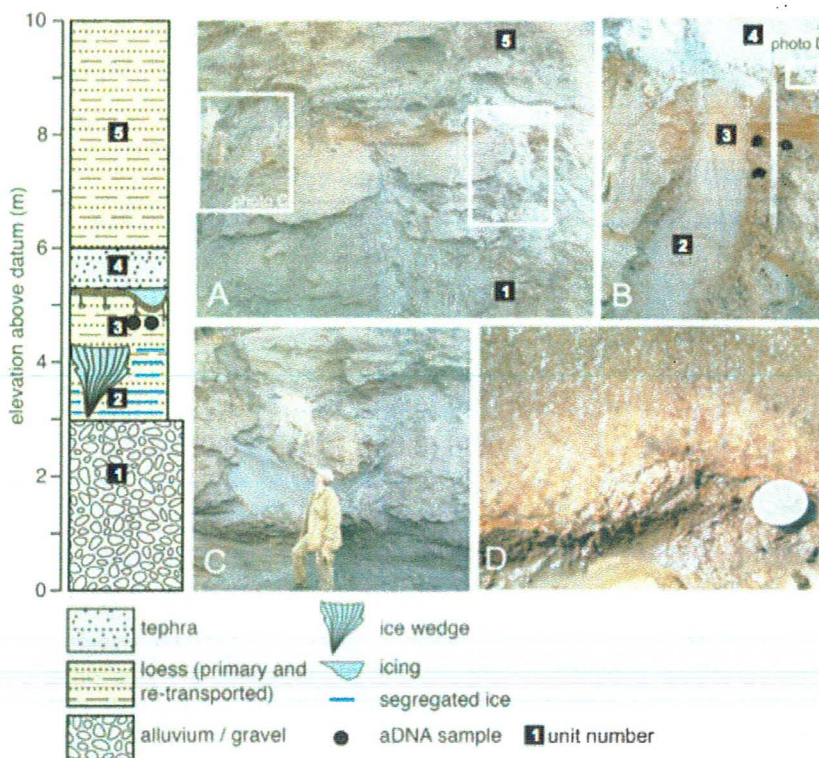 10
8
6
4
2
0
elevation above datum (m)
5
4
3
2
1
5
photo C
1
A
4
photo D
3
2
B
C
D
tephra
loess (primary and
re-transported)
alluvium / gravel
ice wedge
icing
segregated ice
aDNA sample
1 unit number